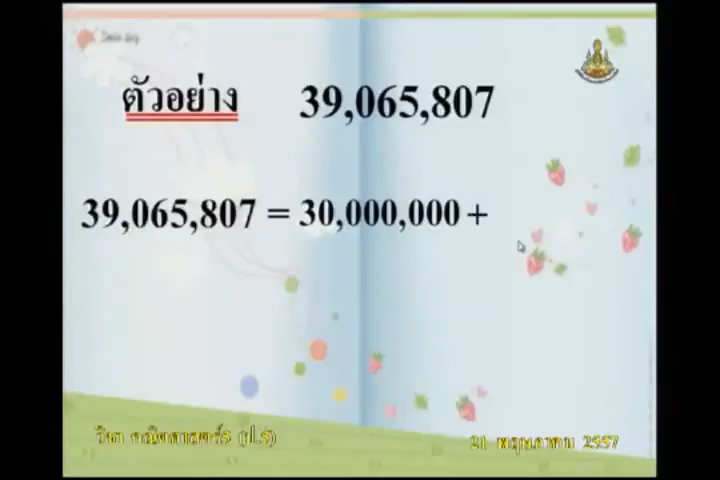 ตัวอย่าง 39,065,807
39,065,807 = 30,000,000 +
วิชา คณิตศาสตร์ (ป.5) 21 พฤษภาคม 2557